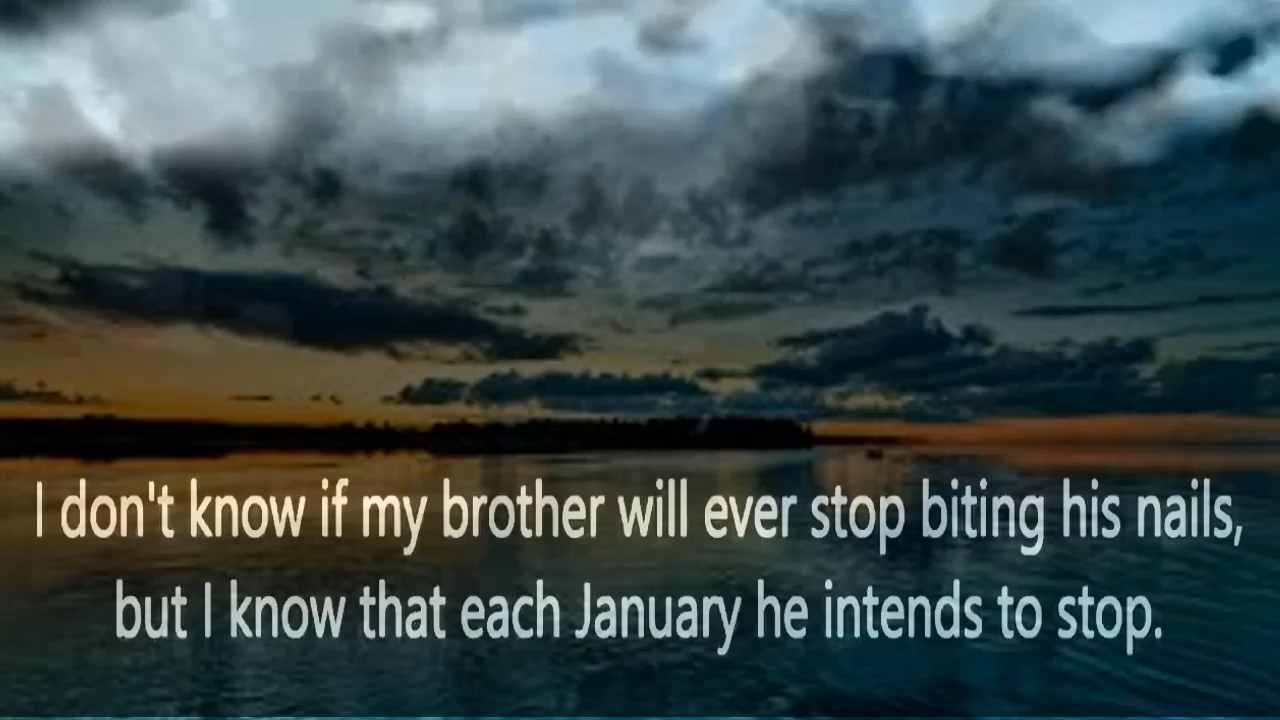 I don't know if my brother will ever stop biting his nails,
but I know that each January he intends to stop.